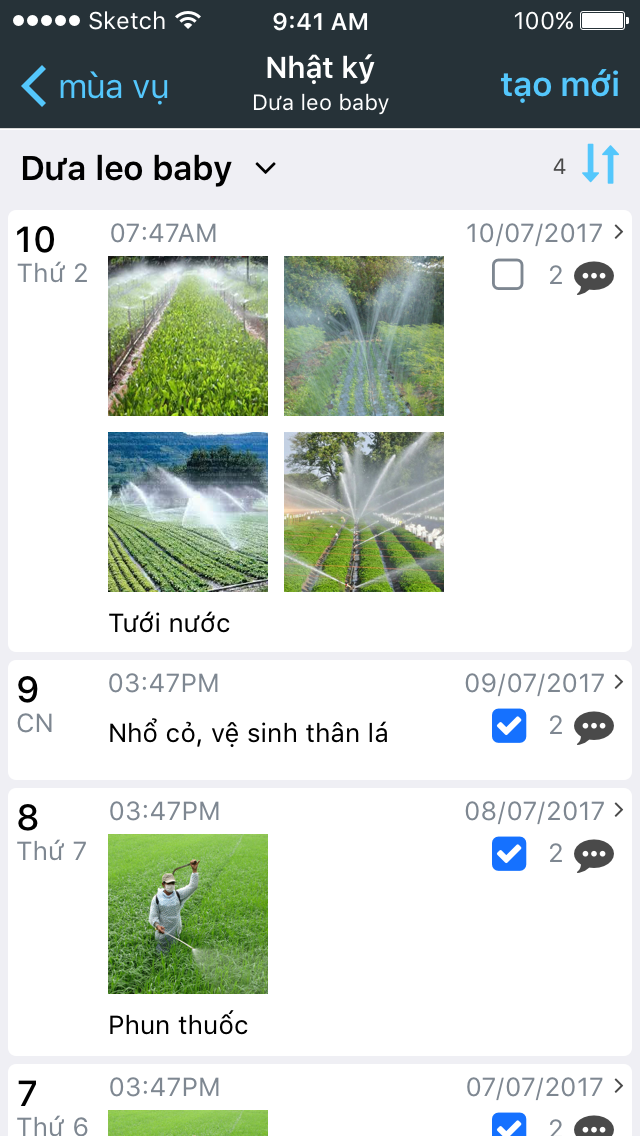 Sketch 9:41 AM 100%
mùa vụ Nhật ký tạo mới
Dưa leo baby
Dưa leo baby 4
10 07:47AM 10/07/2017
Thứ 2 2
Tưới nước
9 03:47PM 09/07/2017
CN 2
Nhổ cỏ, vệ sinh thân lá
8 03:47PM 08/07/2017
Thứ 7 2
Phun thuốc
7 03:47PM 07/07/2017
Thứ 6 2